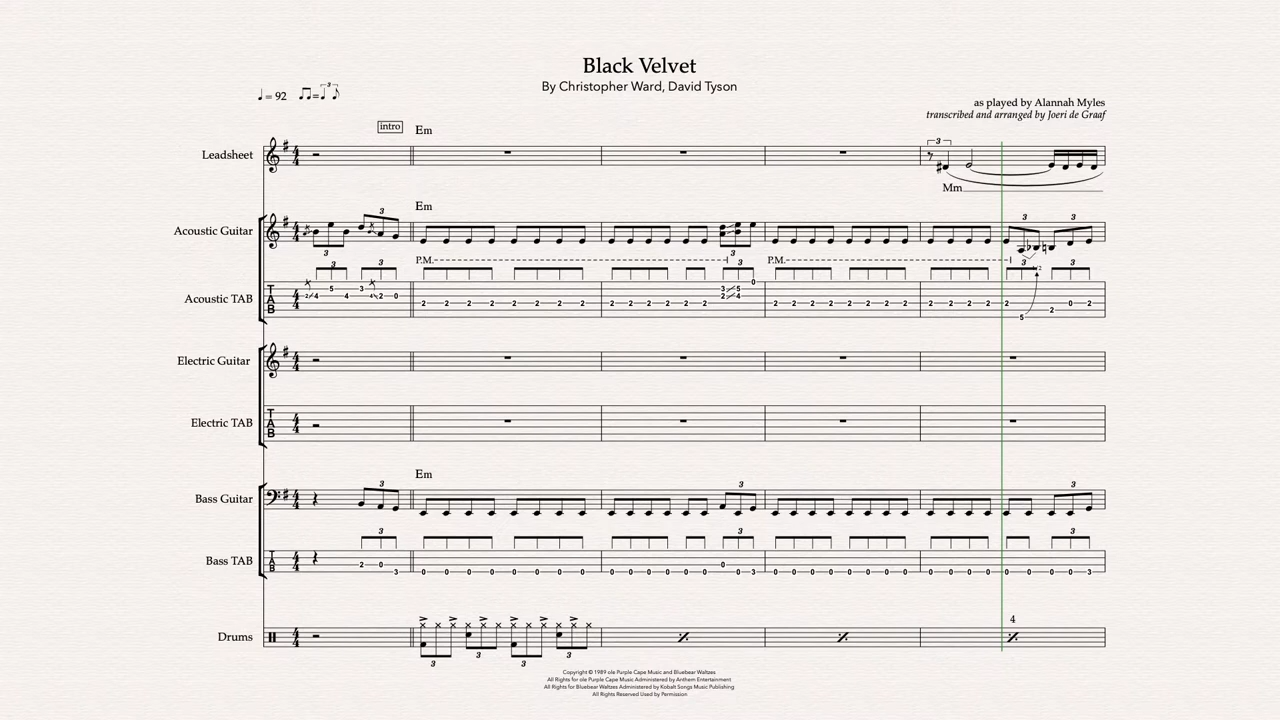 Black Velvet
By Christopher Ward, David Tyson
♩ = 92
as played by Alannah Myles
transcribed and arranged by Joeri de Graaf
intro
Em
Leadsheet
Mm
Em
Acoustic Guitar
P.M.
P.M.
Acoustic TAB
Electric Guitar
Electric TAB
Em
Bass Guitar
Bass TAB
4
Drums
Copyright © 1989 ole Purple Cape Music and Bluebear Waltzes
All Rights for ole Purple Cape Music Administered by Anthem Entertainment
All Rights for Bluebear Waltzes Administered by Kobalt Songs Music Publishing
All Rights Reserved Used by Permission